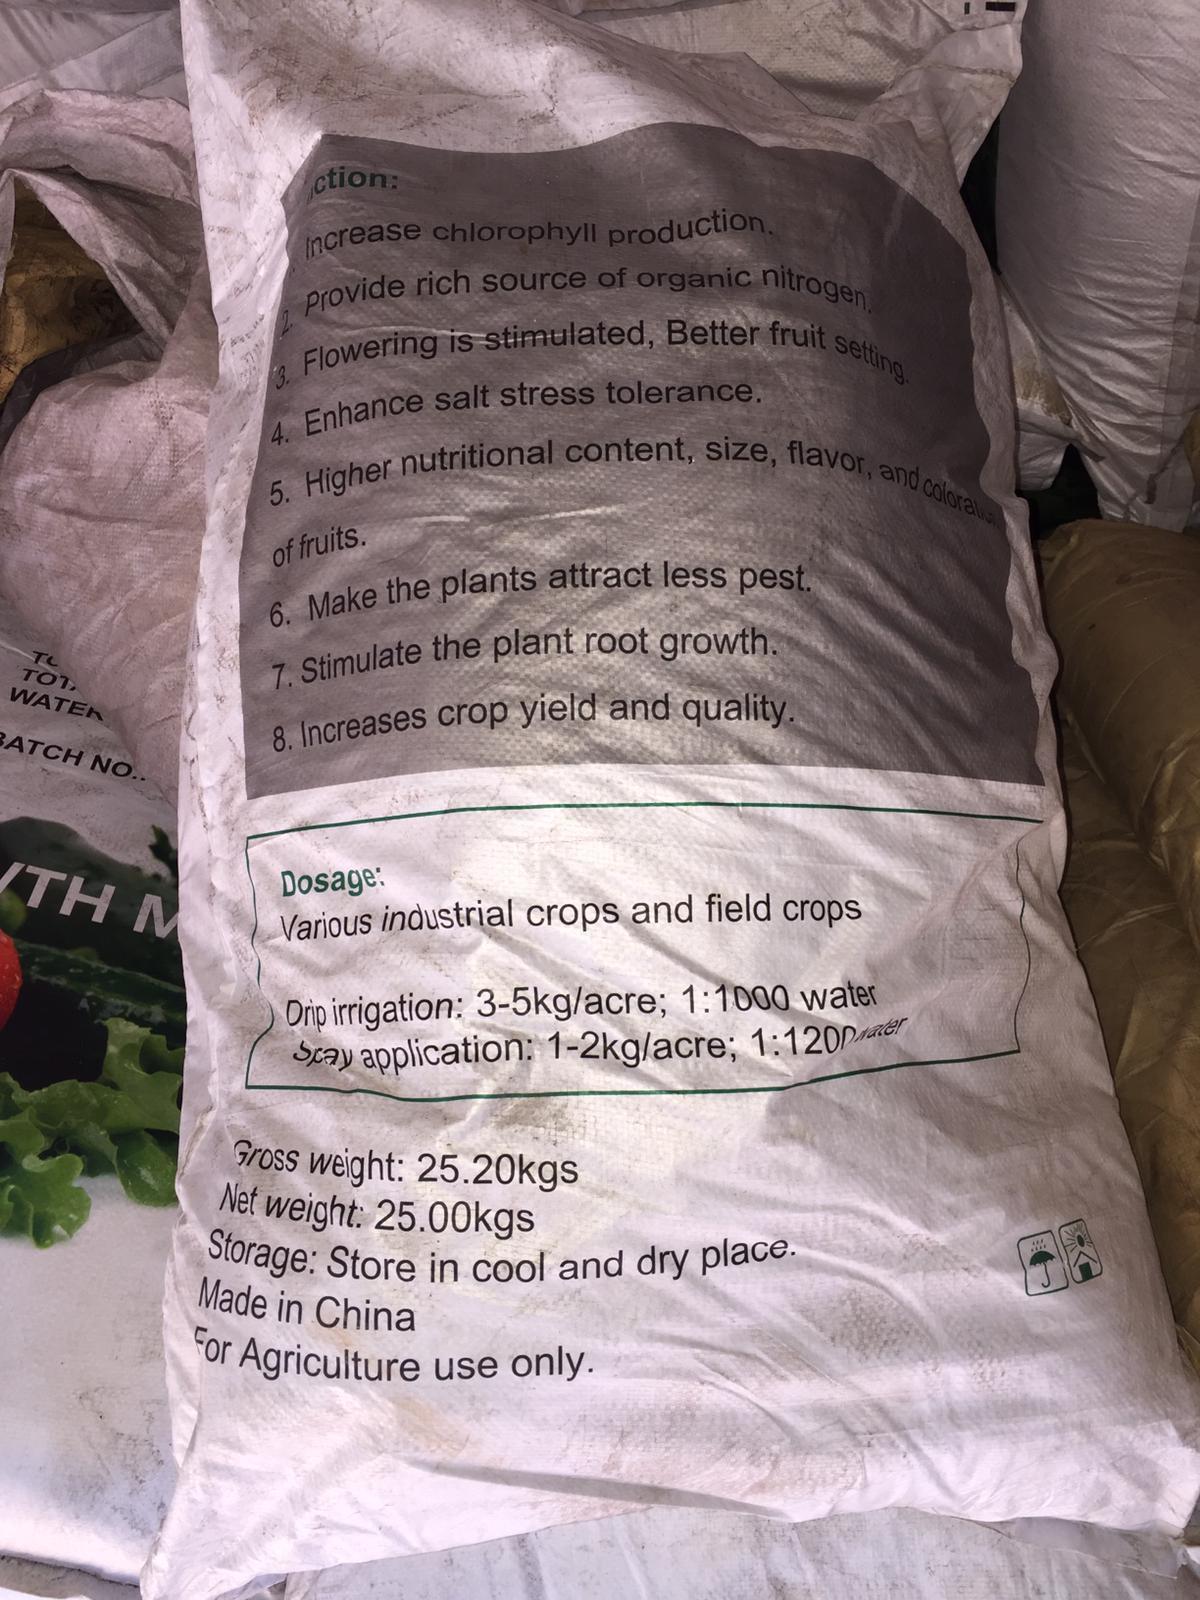 ction:
Increase chlorophyll production.
2. Provide rich source of organic nitrogen.
3. Flowering is stimulated, Better fruit setting.
4. Enhance salt stress tolerance.
5. Higher nutritional content, size, flavor, and
of fruits.
6. Make the plants attract less pest.
7. Stimulate the plant root growth.
8. Increases crop yield and quality.
Dosage:
Various industrial crops and field crops
Drip irrigation: 3-5kg/acre; 1:1000 water
Spray application: 1-2kg/acre; 1:1200 water
Gross weight: 25.20kgs
Net weight: 25.00kgs
Storage: Store in cool and dry place.
Made in China
For Agriculture use only.
WATER
BATCH NO..
TH M